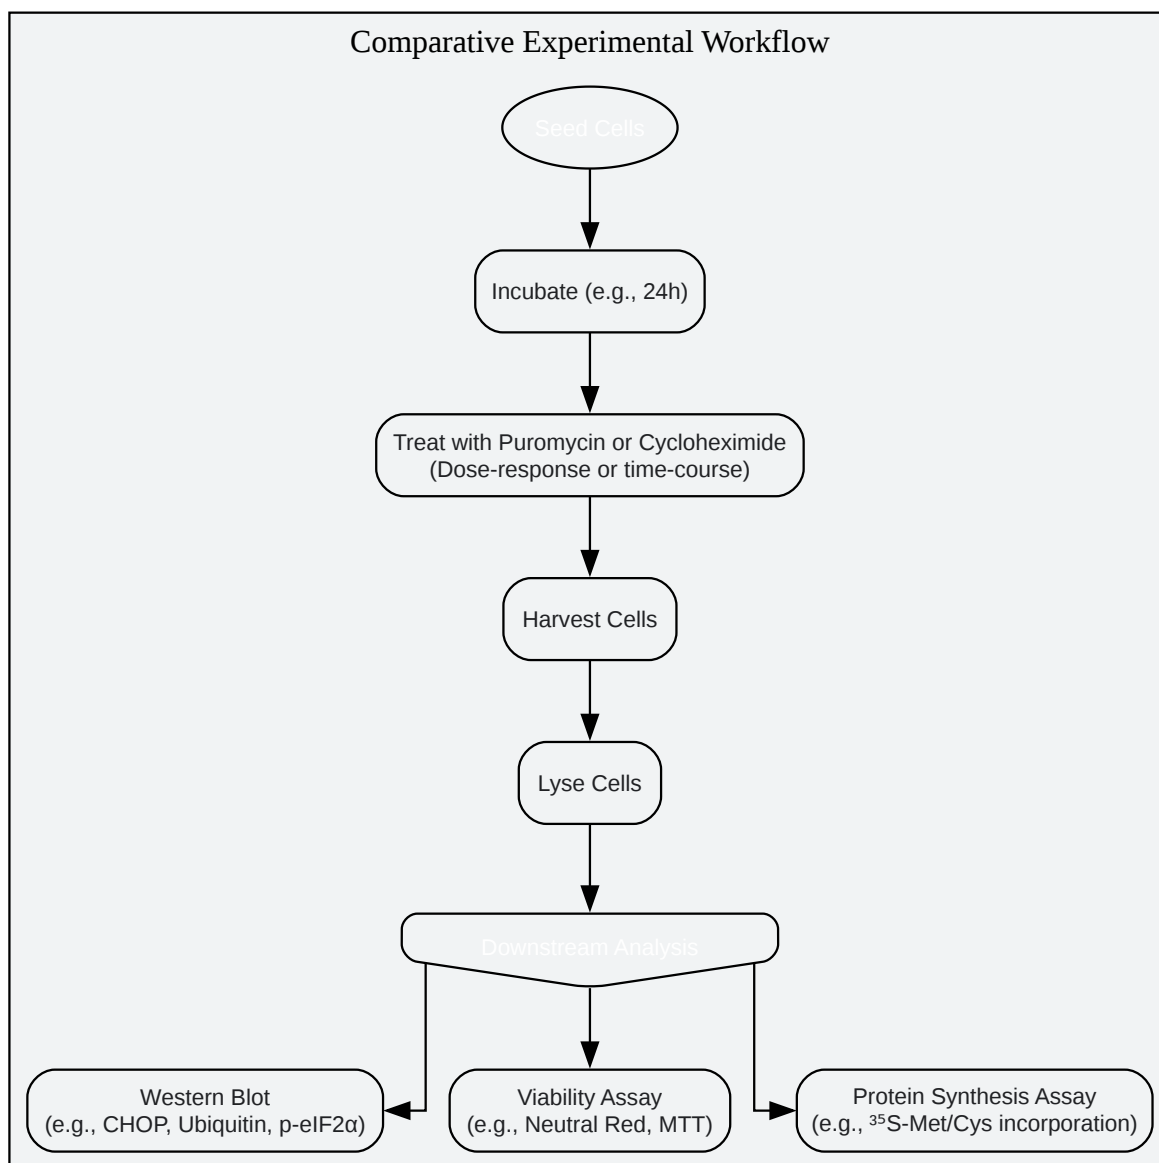 Comparative Experimental Workflow
Seed Cells
Incubate (e.g., 24h)
Treat with Puromycin or Cycloheximide
(Dose-response or time-course)
Harvest Cells
Lyse Cells
Downstream Analysis
Western Blot
(e.g., CHOP, Ubiquitin, p-eIF2α)
Viability Assay
(e.g., Neutral Red, MTT)
Protein Synthesis Assay
(e.g., ³⁵S-Met/Cys incorporation)